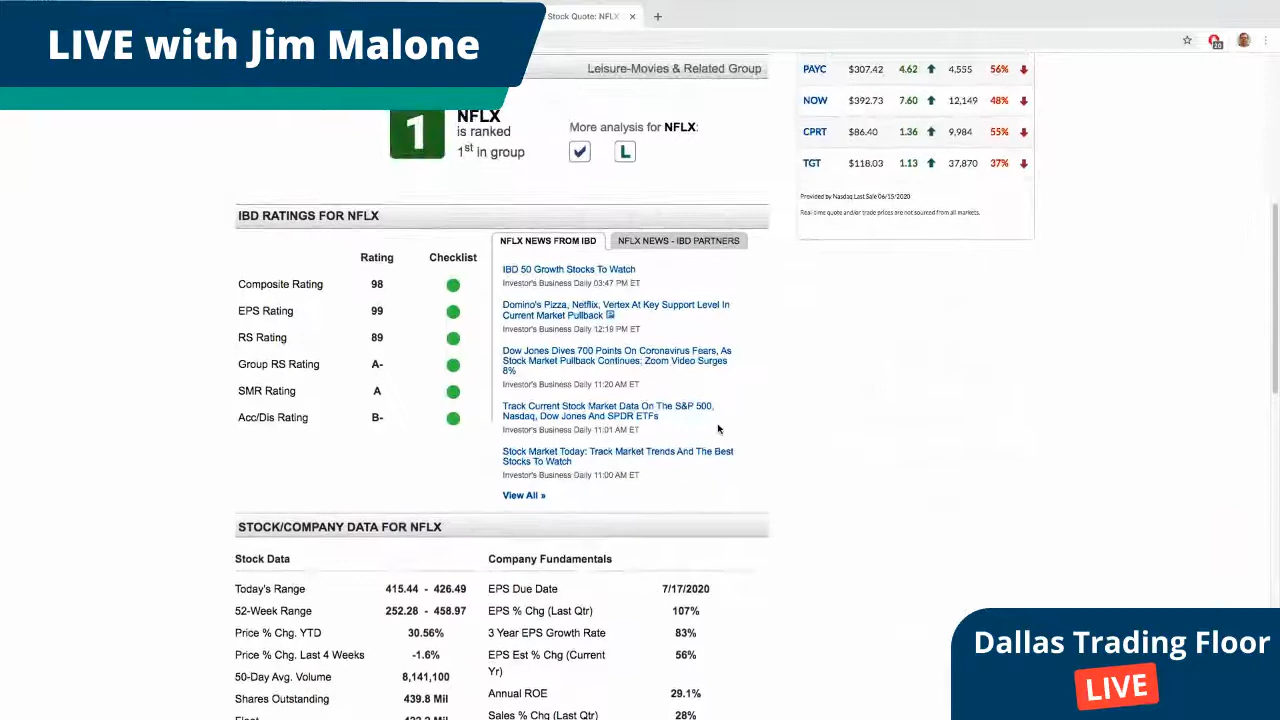 LIVE with Jim Malone
Stock Quote: NFLX
20
Leisure-Movies & Related Group
1
NFLX
is ranked
1st in group
More analysis for NFLX:
L
PAYC $307.42 4.62 4,555 56%
NOW $392.73 7.60 12,149 48%
CPRT $86.40 1.36 9,984 55%
TGT $118.03 1.13 37,870 37%
Provided by Nasdaq Last Sale 06/15/2020
Real-time quote and/or trade prices are not sourced from all markets.
IBD RATINGS FOR NFLX
Rating Checklist
Composite Rating 98
EPS Rating 99
RS Rating 89
Group RS Rating A-
SMR Rating A
Acc/Dis Rating B-
NFLX NEWS FROM IBD
NFLX NEWS - IBD PARTNERS
IBD 50 Growth Stocks To Watch
Investor's Business Daily 03:47 PM ET
Domino's Pizza, Netflix, Vertex At Key Support Level In
Current Market Pullback
Investor's Business Daily 12:19 PM ET
Dow Jones Dives 700 Points On Coronavirus Fears, As
Stock Market Pullback Continues; Zoom Video Surges
8%
Investor's Business Daily 11:20 AM ET
Track Current Stock Market Data On The S&P 500,
Nasdaq, Dow Jones And SPDR ETFs
Investor's Business Daily 11:01 AM ET
Stock Market Today: Track Market Trends And The Best
Stocks To Watch
Investor's Business Daily 11:00 AM ET
View All »
STOCK/COMPANY DATA FOR NFLX
Stock Data
Today's Range 415.44 - 426.49
52-Week Range 252.28 - 458.97
Price % Chg. YTD 30.56%
Price % Chg. Last 4 Weeks -1.6%
50-Day Avg. Volume 8,141,100
Shares Outstanding 439.8 Mil
Company Fundamentals
EPS Due Date 7/17/2020
EPS % Chg (Last Qtr) 107%
3 Year EPS Growth Rate 83%
EPS Est % Chg (Current 56%
Yr)
Annual ROE 29.1%
Sales % Chg (Last Qtr) 28%
Dallas Trading Floor
LIVE